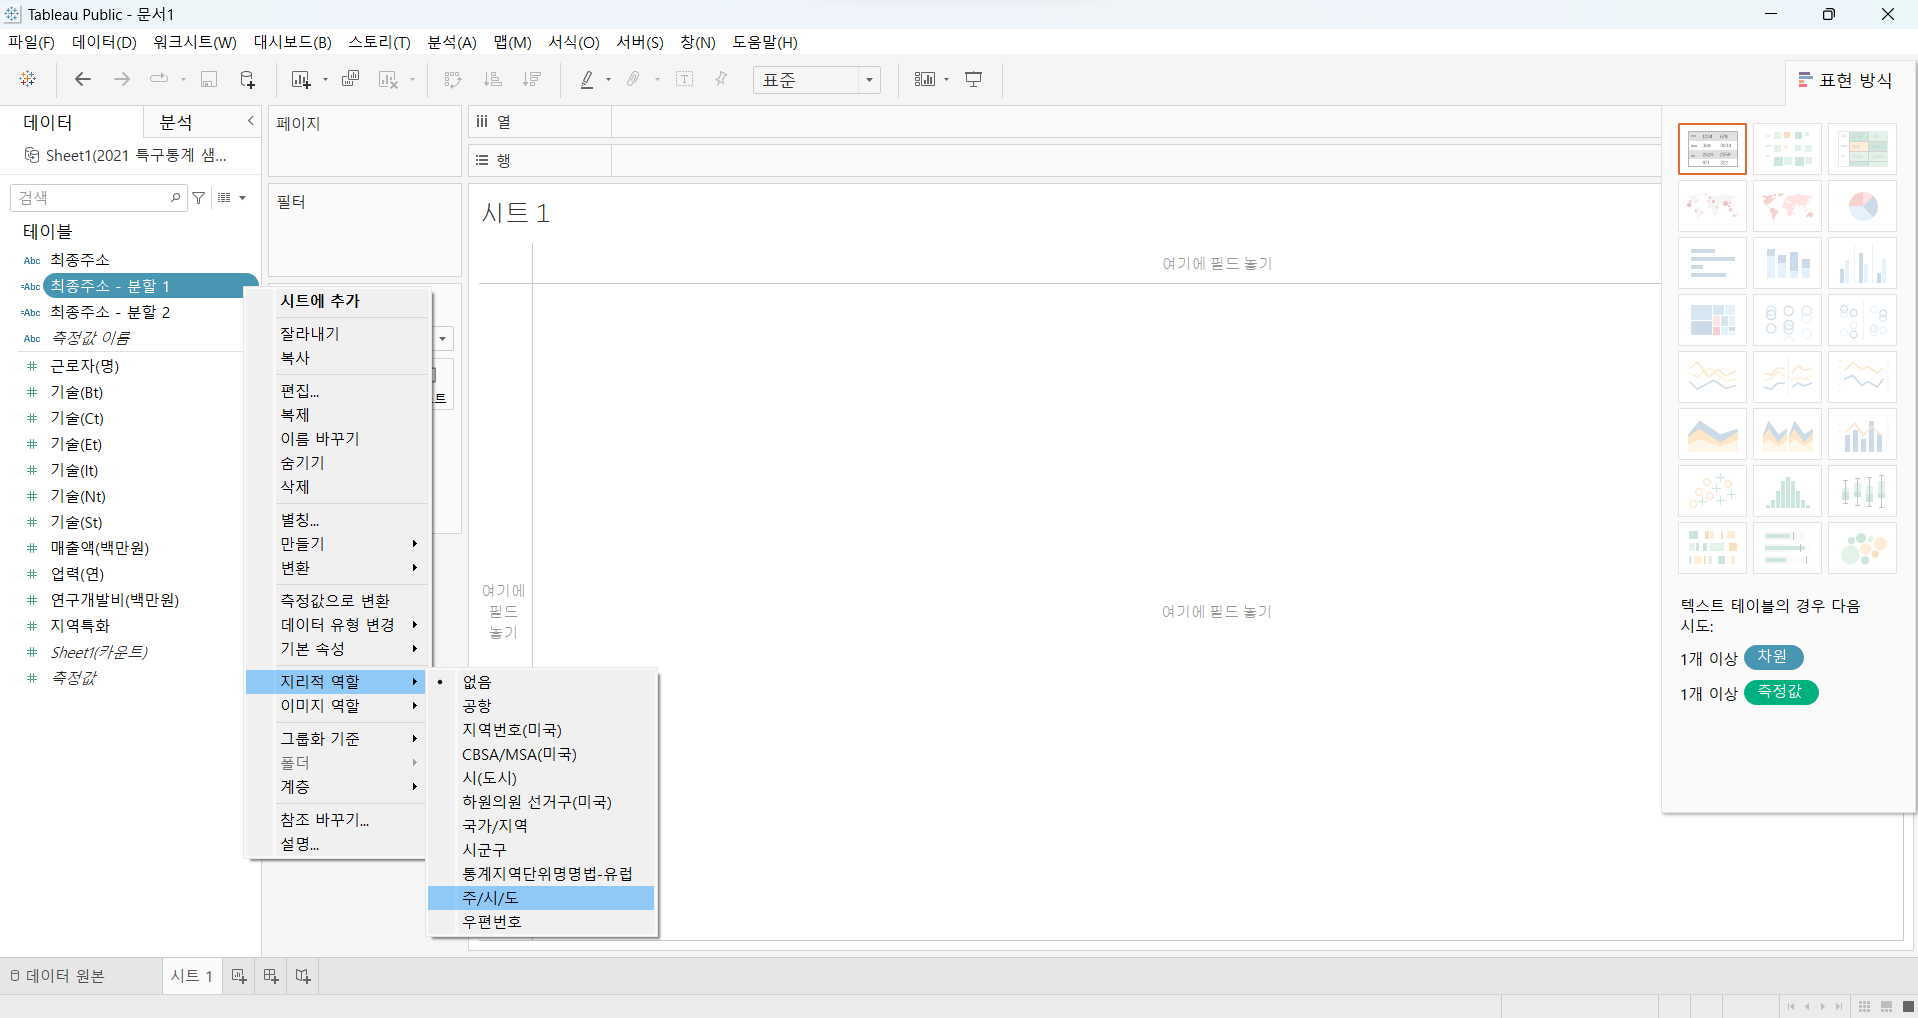 Tableau Public - 문서1
파일(F) 데이터(D) 워크시트(W) 대시보드(B) 스토리(T) 분석(A) 맵(M) 서식(O) 서버(S) 창(N) 도움말(H)
표준
표현 방식
데이터
분석
Sheet1(2021 특구통계 샘...
검색
테이블
Abc 최종주소
=Abc 최종주소 - 분할 1
=Abc 최종주소 - 분할 2
Abc 측정값 이름
# 근로자(명)
# 기술(Bt)
# 기술(Ct)
# 기술(Et)
# 기술(It)
# 기술(Nt)
# 기술(St)
# 매출액(백만원)
# 업력(연)
# 연구개발비(백만원)
# 지역특화
# Sheet1(카운트)
# 측정값
페이지
필터
트
시트에 추가
잘라내기
복사
편집...
복제
이름 바꾸기
숨기기
삭제
별칭...
만들기
변환
측정값으로 변환
데이터 유형 변경
기본 속성
지리적 역할
이미지 역할
그룹화 기준
폴더
계층
참조 바꾸기...
설명...
없음
공항
지역번호(미국)
CBSA/MSA(미국)
시(도시)
하원의원 선거구(미국)
국가/지역
시군구
통계지역단위명명법-유럽
주/시/도
우편번호
열
행
시트 1
여기에 필드 놓기
여기에
필드
놓기
여기에 필드 놓기
텍스트 테이블의 경우 다음
시도:
1개 이상 차원
1개 이상 측정값
데이터 원본
시트 1